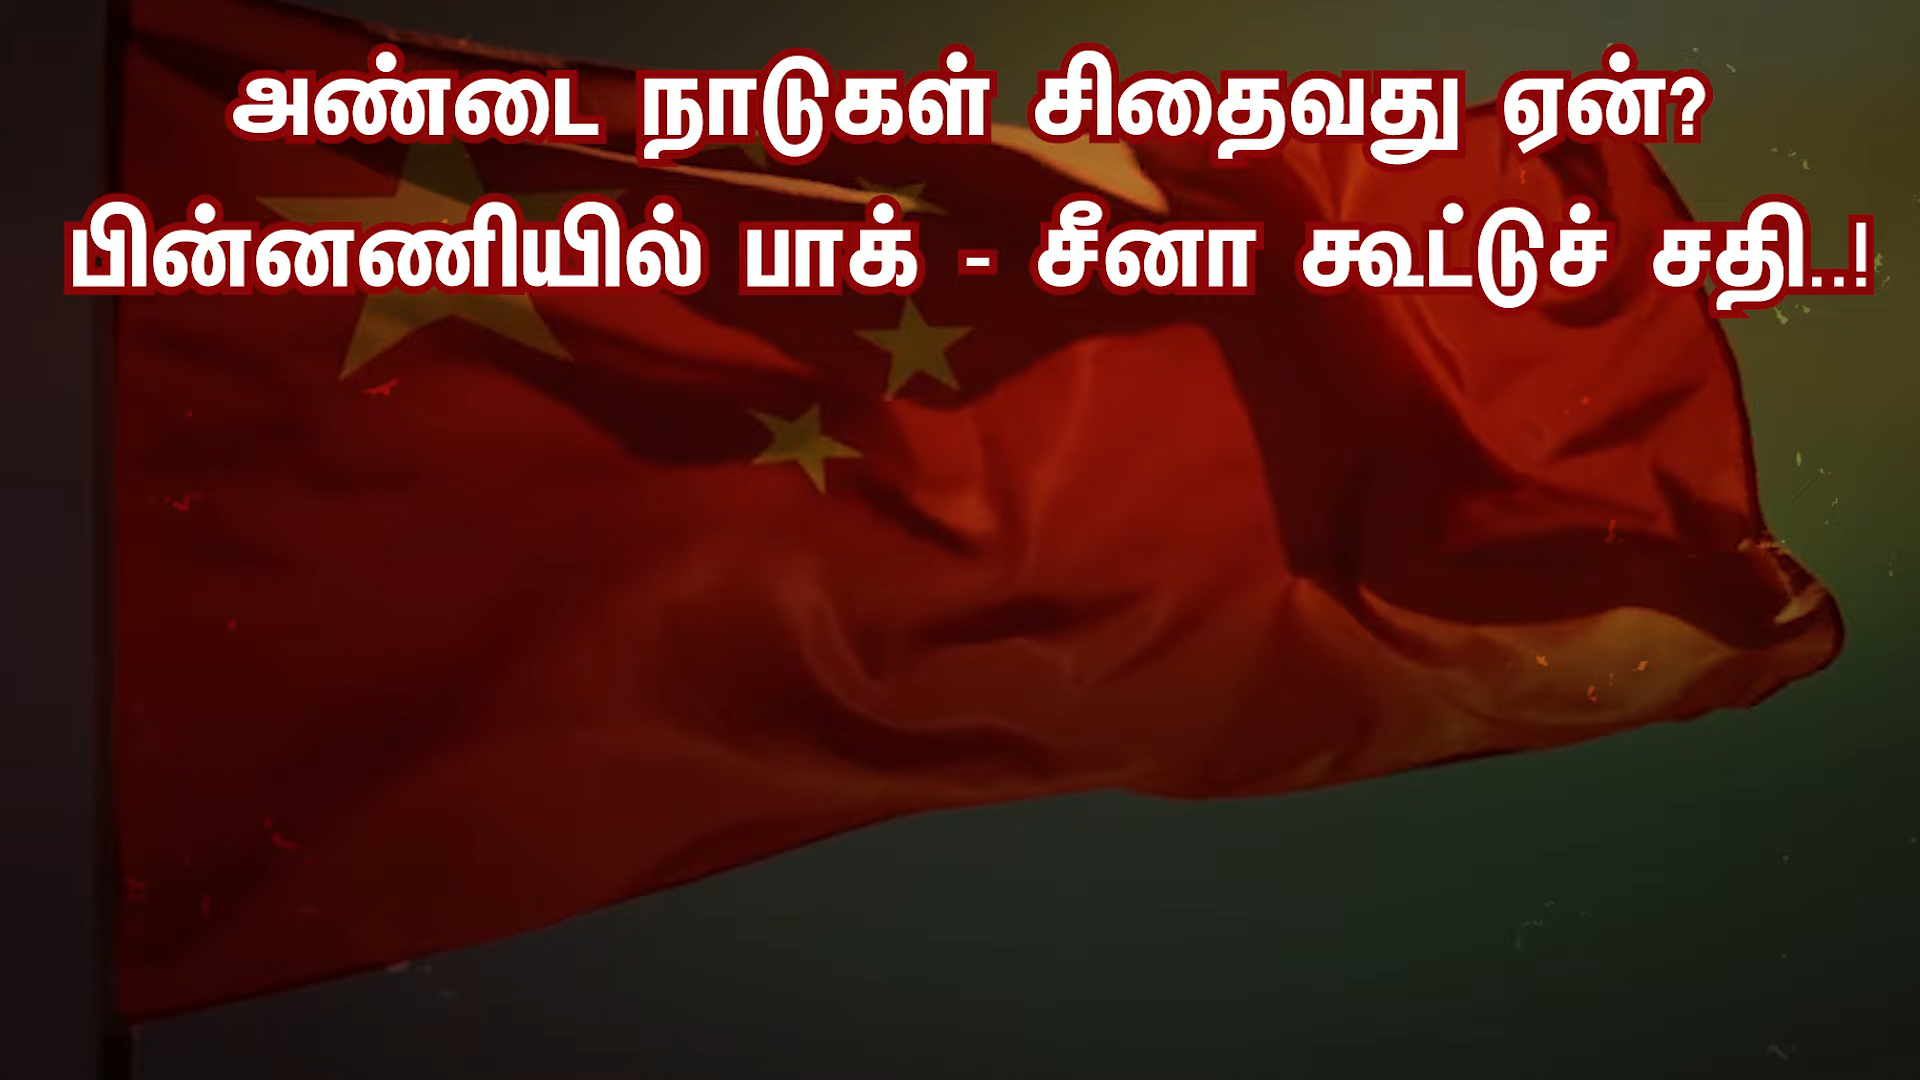 அண்டை நாடுகள் சிதைவது ஏன்?
பின்னணியில் பாக் - சீனா கூட்டுச் சதி..!